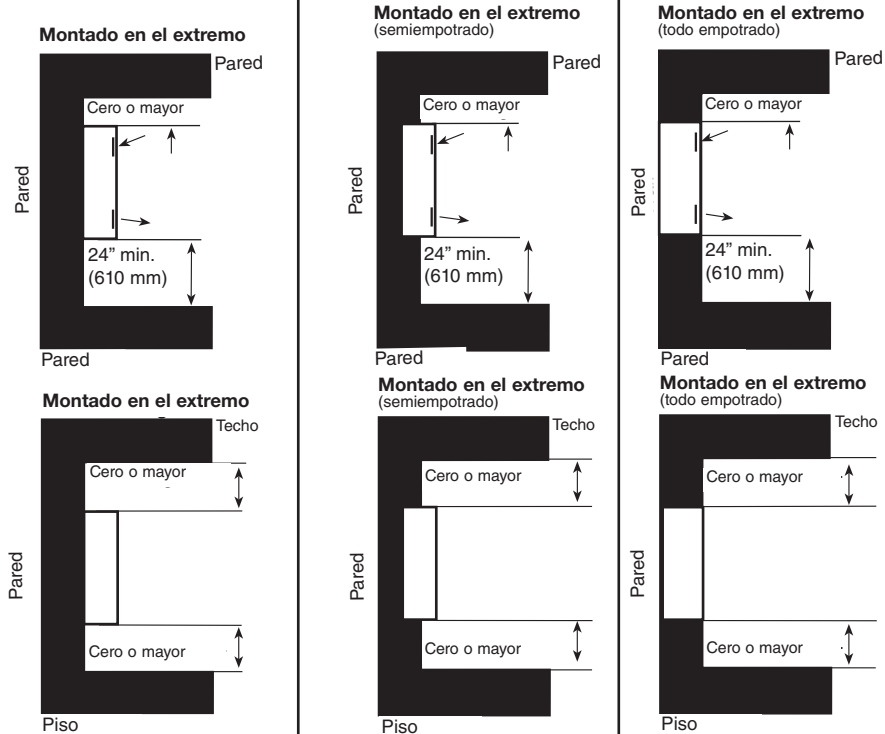 Montado en el extremo
Pared
Cero o mayor
Pared
24” min.
(610 mm)
Pared
Montado en el extremo
(semiempotrado)
Pared
Cero o mayor
Pared
24” min.
(610 mm)
Pared
Montado en el extremo
(todo empotrado)
Pared
Cero o mayor
Pared
24” min.
(610 mm)
Pared
Montado en el extremo
Techo
Cero o mayor
Pared
Cero o mayor
Piso
Montado en el extremo
(semiempotrado)
Techo
Cero o mayor
Pared
Cero o mayor
Piso
Montado en el extremo
(todo empotrado)
Techo
Cero o mayor
Pared
Cero o mayor
Piso